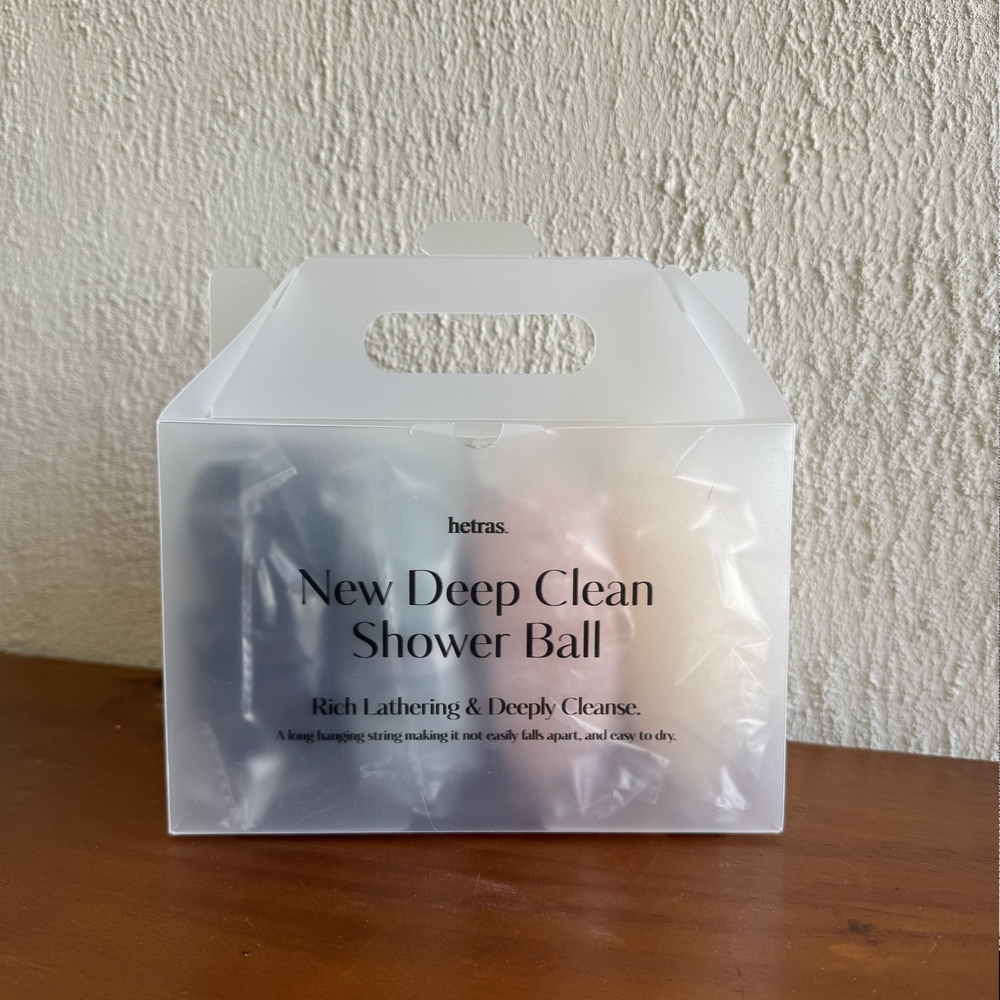 hetras.
New Deep Clean
Shower Ball
Rich Lathering & Deeply Cleanse.
A long hanging string making it not easily falls apart, and easy to dry.